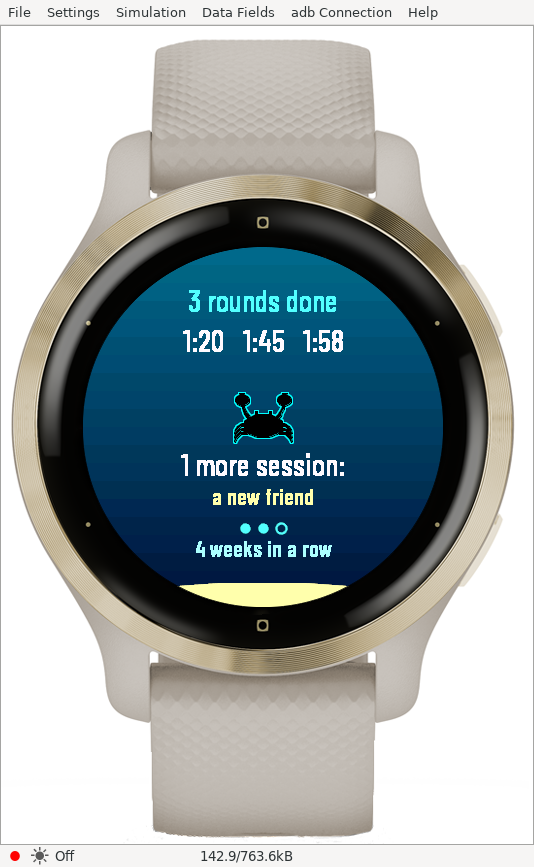 File Settings Simulation Data Fields adb Connection Help
3 rounds done
1:20 1:45 1:58
1 more session:
a new friend
4 weeks in a row
Off 142.9/763.6kB